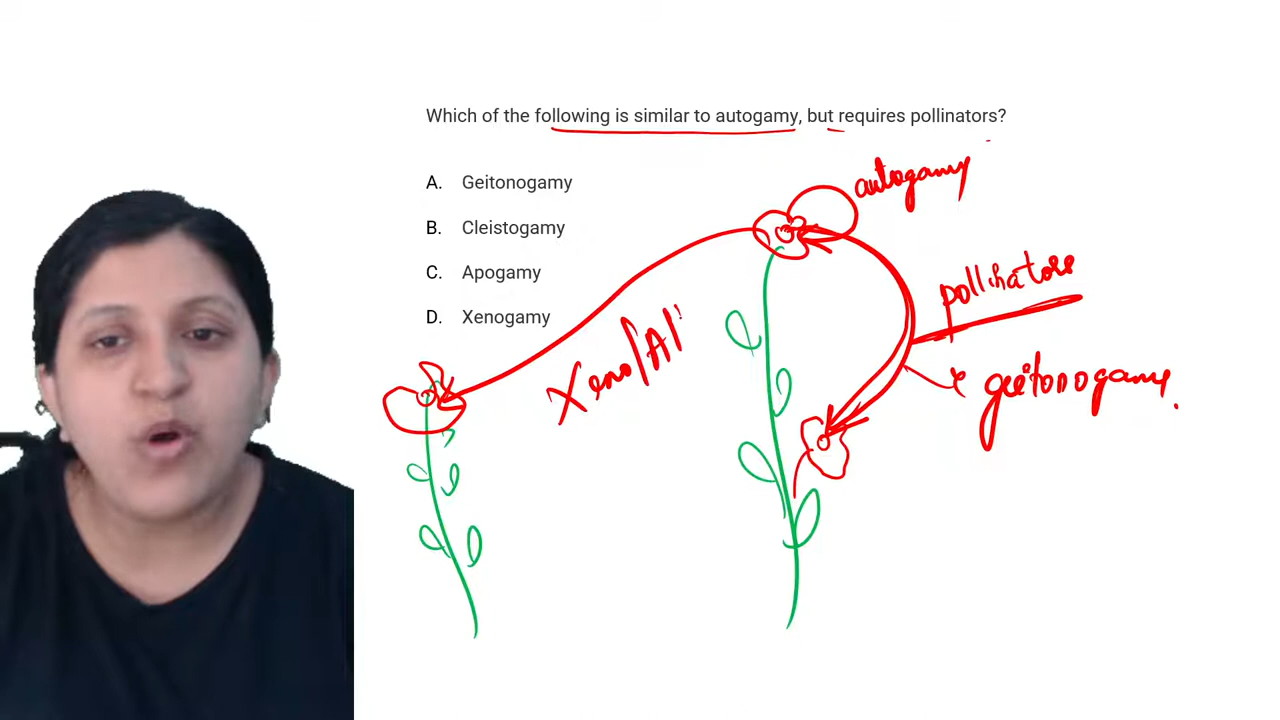 Which of the following is similar to autogamy, but requires pollinators?
A. Geitonogamy
B. Cleistogamy
C. Apogamy
D. Xenogamy
autogamy
pollinators
Xeno/Al
geitonogamy.